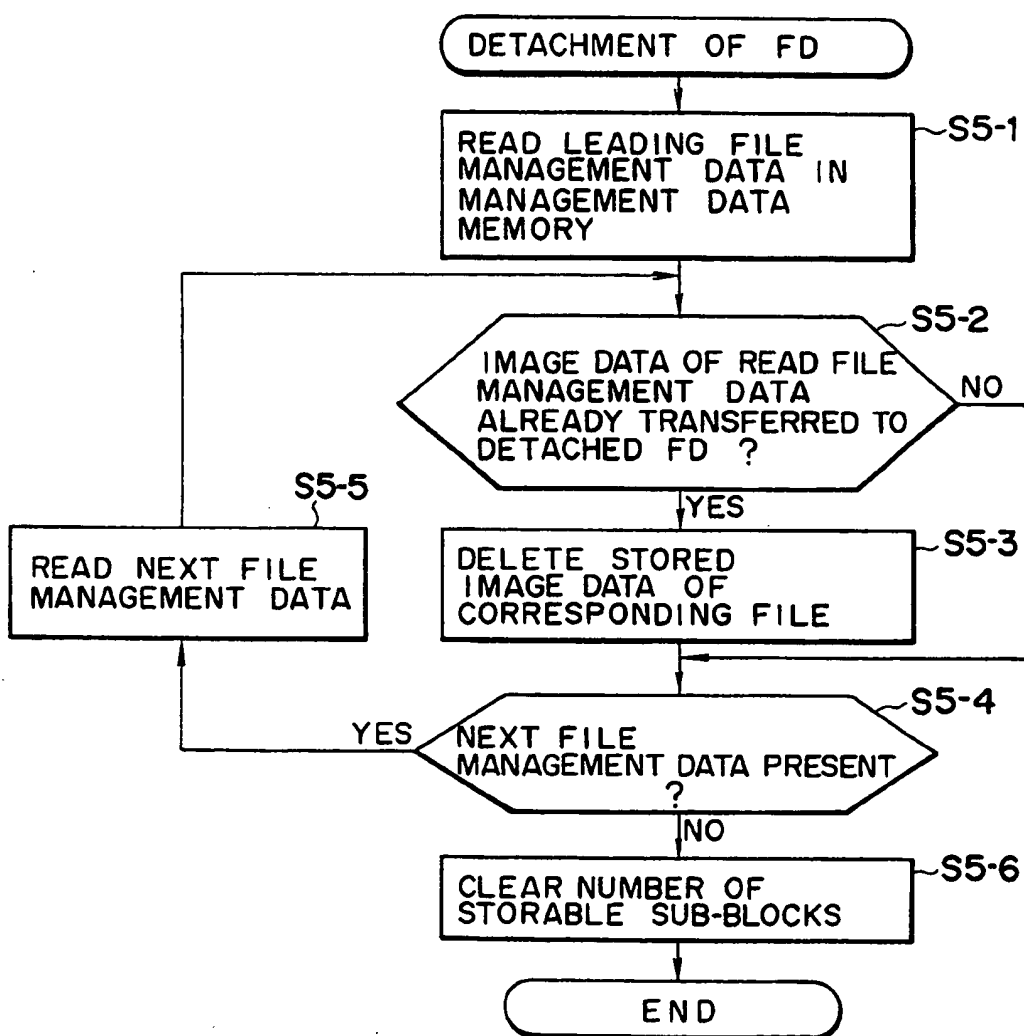 DETACHMENT OF FD
READ LEADING FILE
MANAGEMENT DATA IN
MANAGEMENT DATA
MEMORY
S5-1
S5-2
IMAGE DATA OF READ FILE
MANAGEMENT DATA
ALREADY TRANSFERRED TO
DETACHED FD ?
NO
YES
S5-5
READ NEXT FILE
MANAGEMENT DATA
S5-3
DELETE STORED
IMAGE DATA OF
CORRESPONDING FILE
S5-4
YES
NEXT FILE
MANAGEMENT DATA PRESENT
?
NO
S5-6
CLEAR NUMBER OF
STORABLE SUB-BLOCKS
END